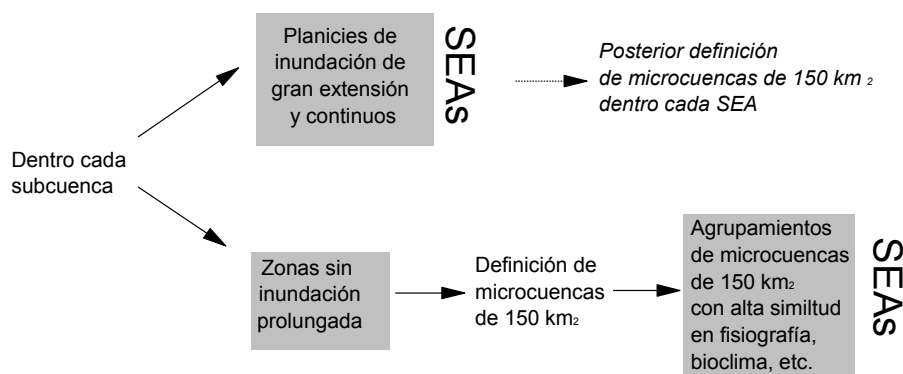 Planicies de
inundación de
gran extensión
y continuos
SEAs
Posterior definición
de microcuencas de 150 km 2
dentro cada SEA
Dentro cada
subcuenca
Zonas sin
inundación
prolungada
Definición de
microcuencas
de 150 km2
Agrupamientos
de microcuencas
de 150 km2
con alta similtud
en fisiografía,
bioclima, etc.
SEAs